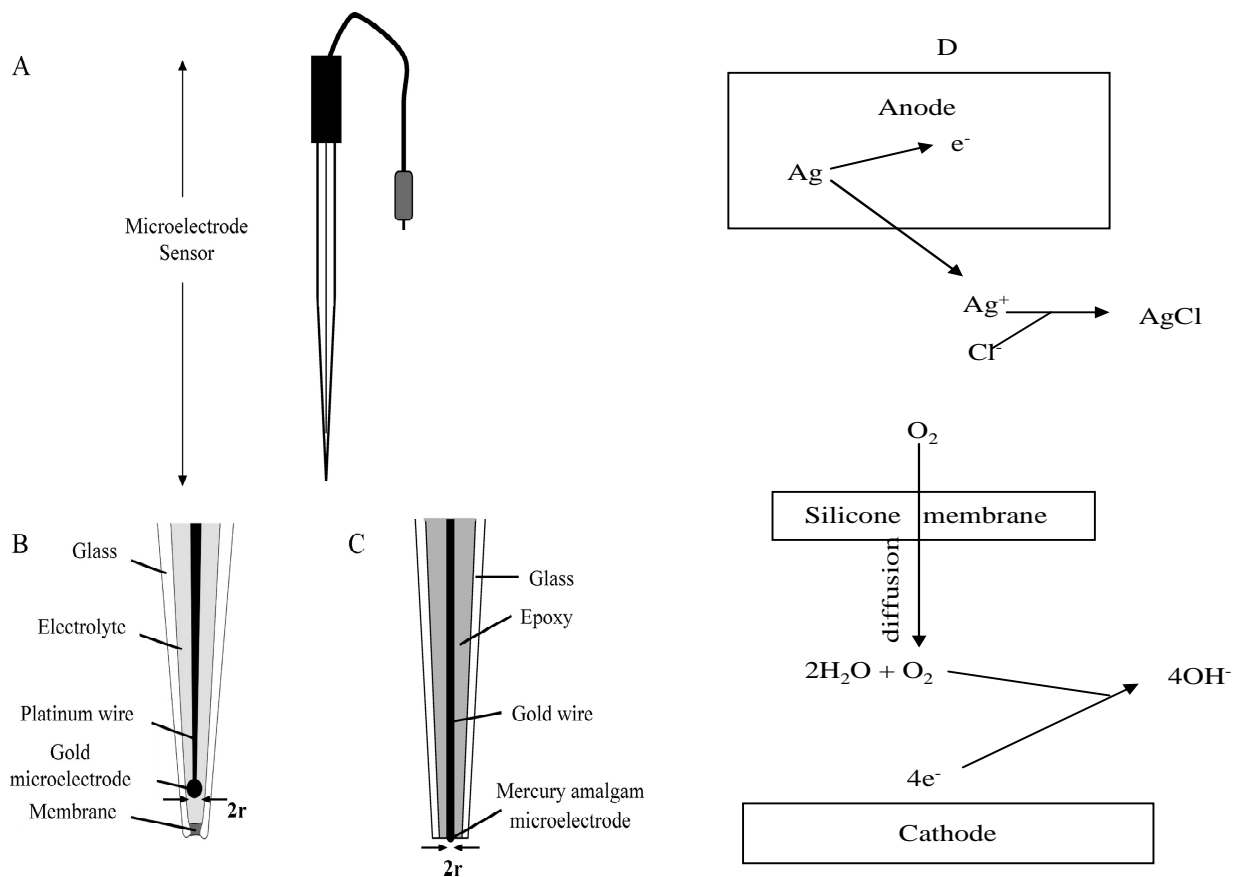 A
Microelectrode
Sensor
B
Glass
Electrolyte
Platinum wire
Gold
microelectrode
Membrane
2r
C
Glass
Epoxy
Gold wire
Mercury amalgam
microelectrode
2r
D
Anode
e⁻
Ag
Ag⁺
AgCl
Cl⁻
O₂
Silicone membrane
diffusion
2H₂O + O₂
4OH⁻
4e⁻
Cathode